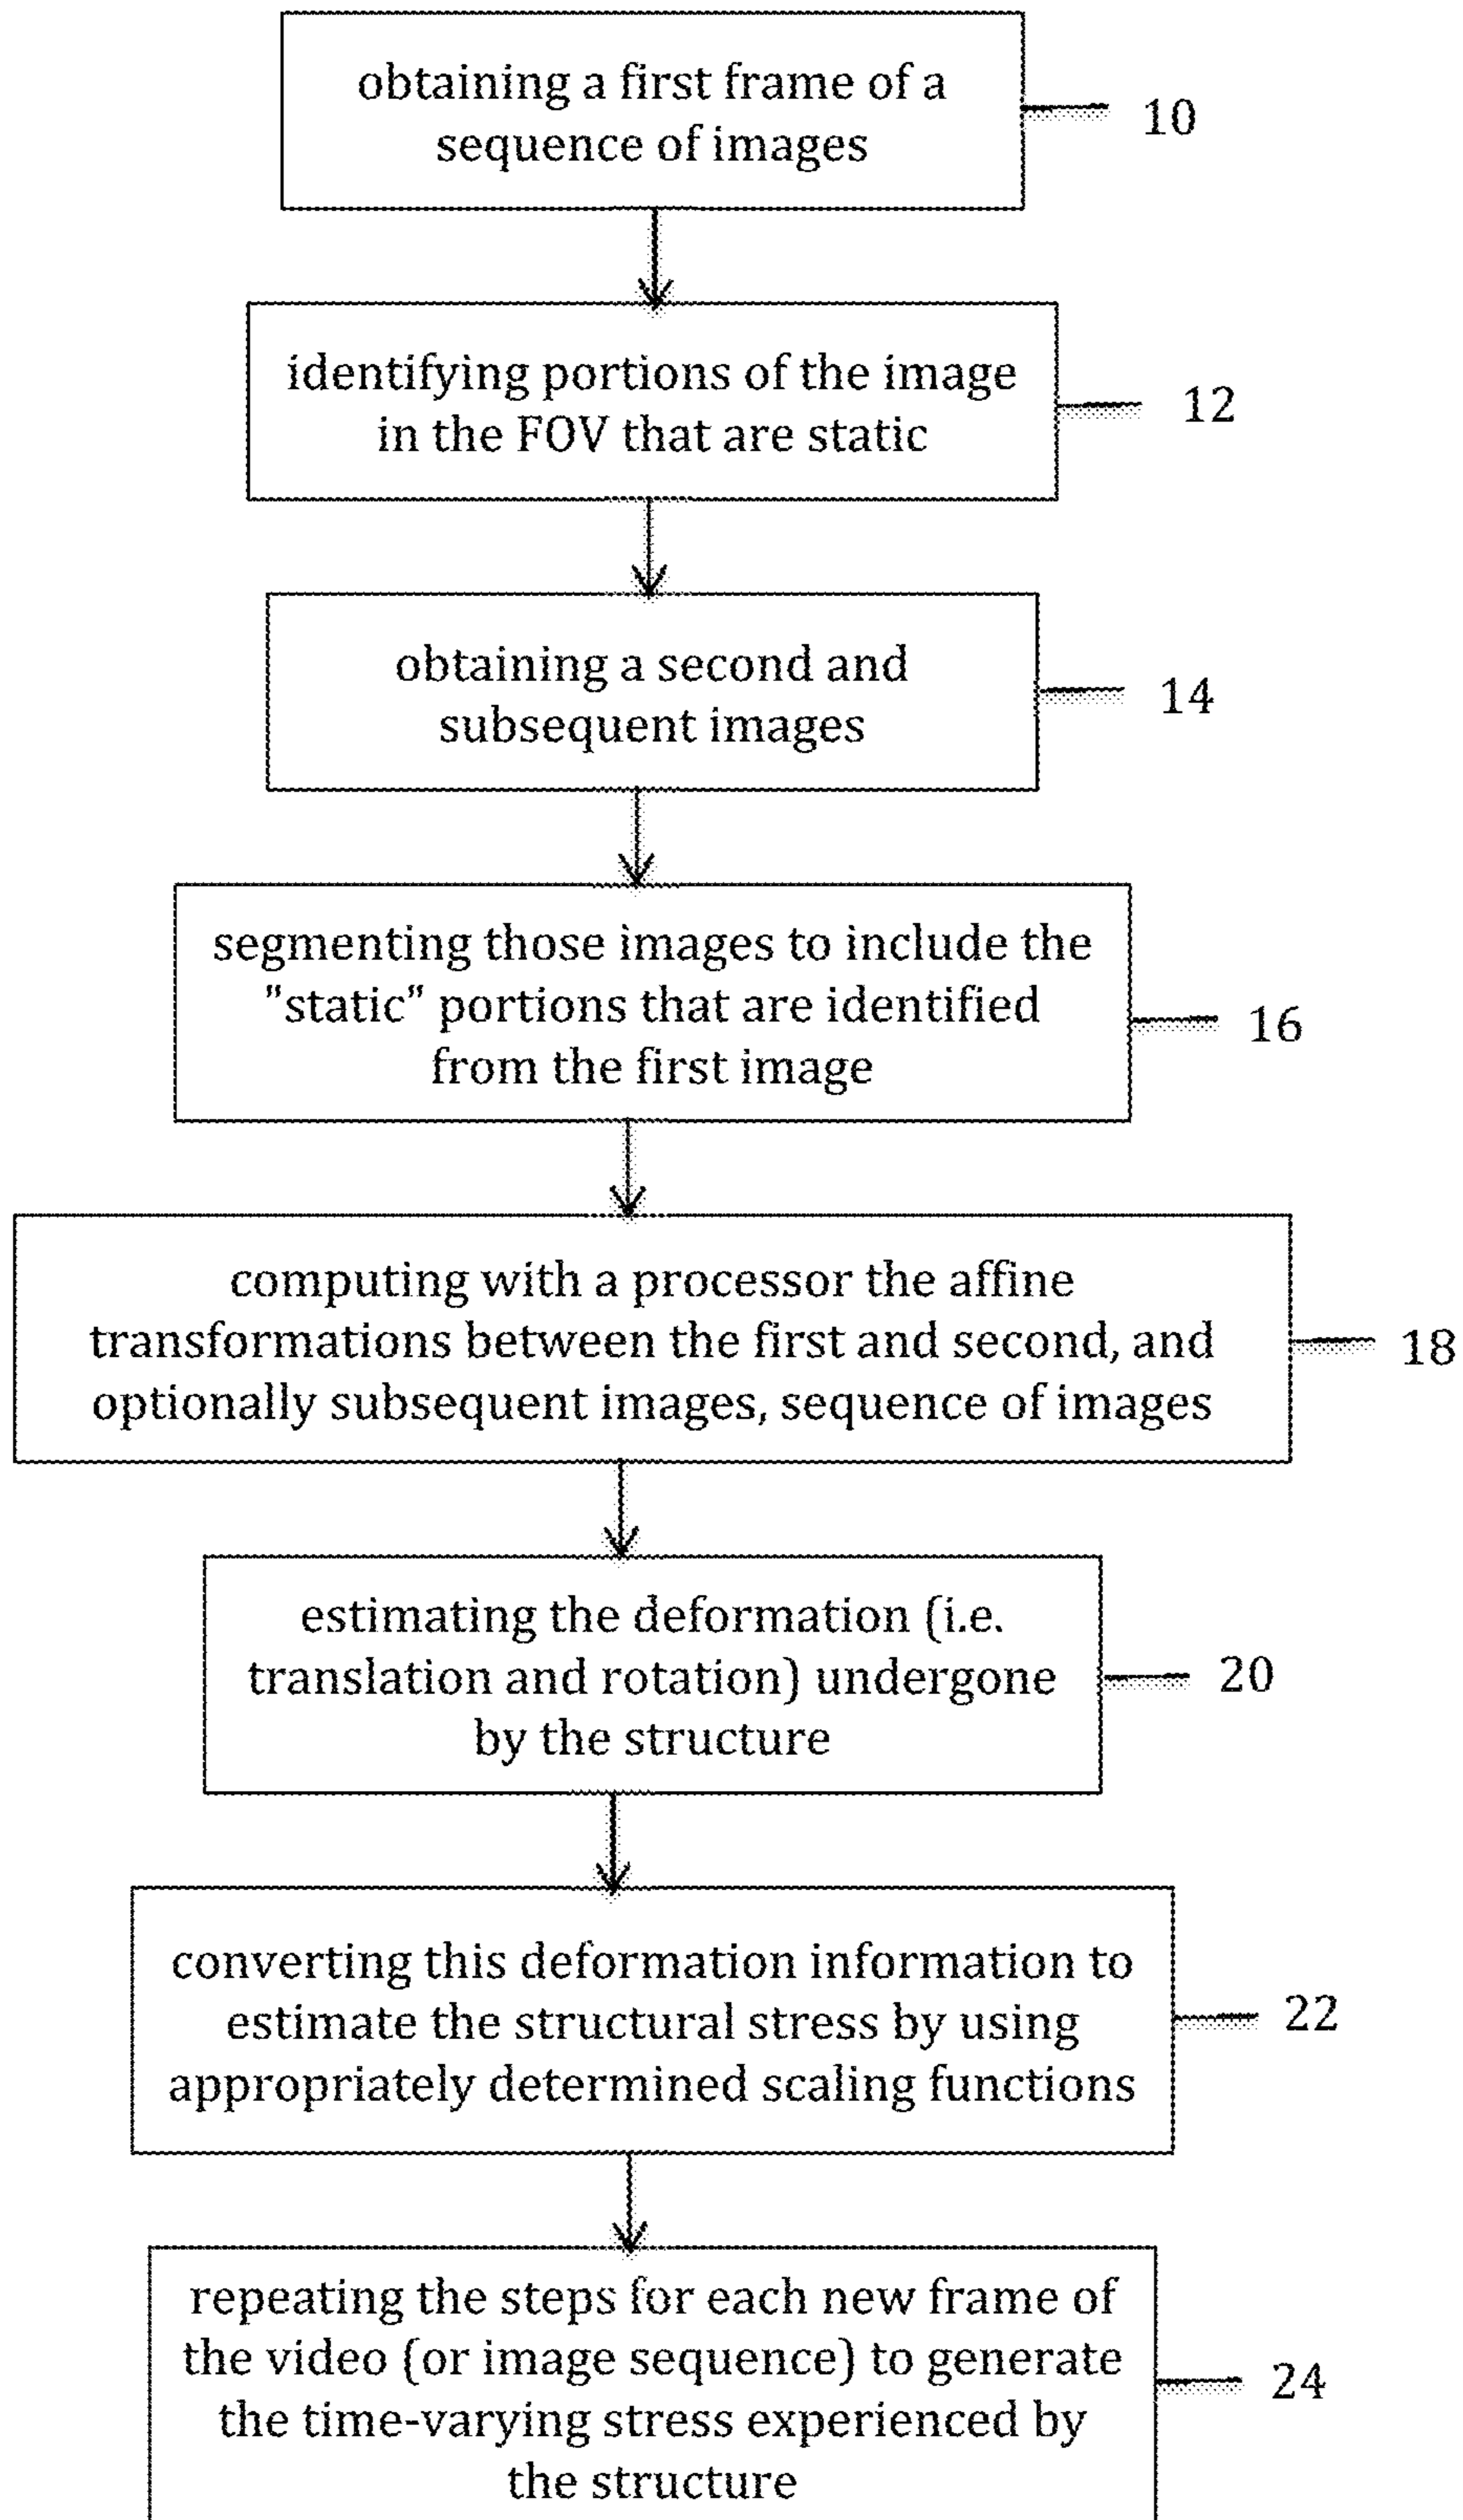 obtaining a first frame of a
sequence of images
10
identifying portions of the image
in the FOV that are static
12
obtaining a second and
subsequent images
14
segmenting those images to include the
"static" portions that are identified
from the first image
16
computing with a processor the affine
transformations between the first and second, and
optionally subsequent images, sequence of images
18
estimating the deformation (i.e.
translation and rotation) undergone
by the structure
20
converting this deformation information to
estimate the structural stress by using
appropriately determined scaling functions
22
repeating the steps for each new frame of
the video (or image sequence) to generate
the time-varying stress experienced by
the structure
24